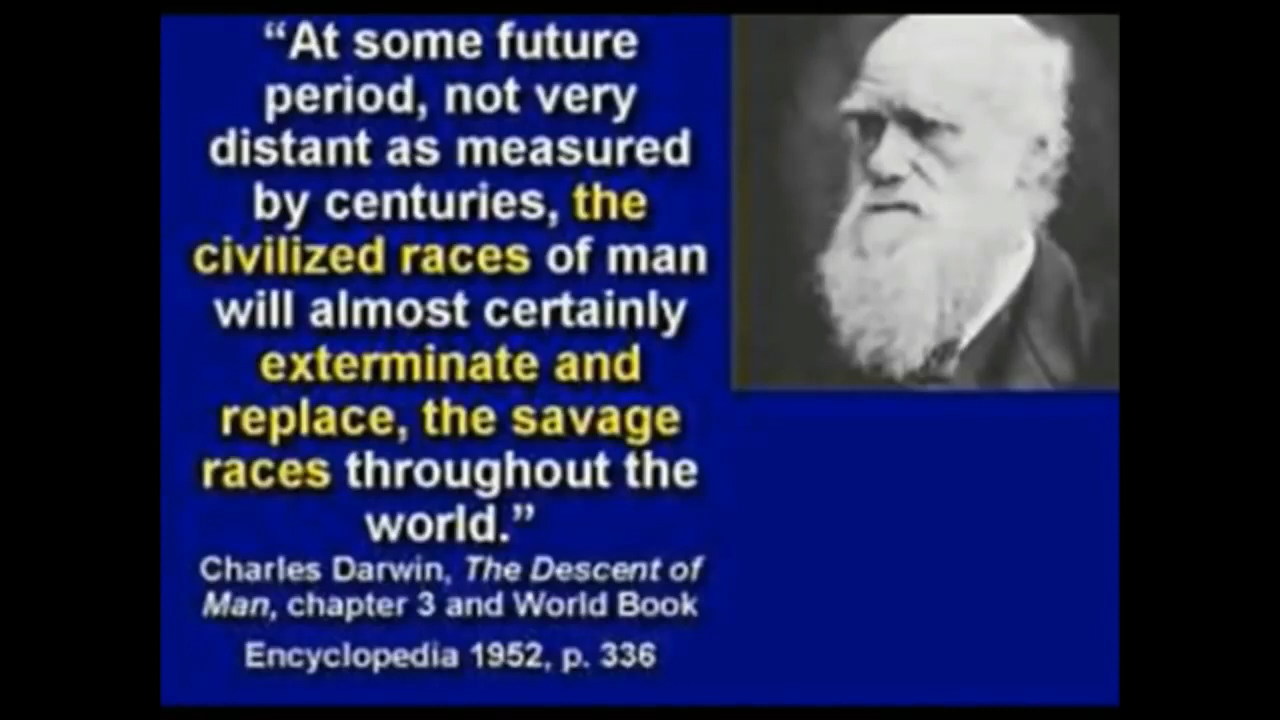 “At some future
period, not very
distant as measured
by centuries, the
civilized races of man
will almost certainly
exterminate and
replace, the savage
races throughout the
world.”
Charles Darwin, The Descent of
Man, chapter 3 and World Book
Encyclopedia 1952, p. 336